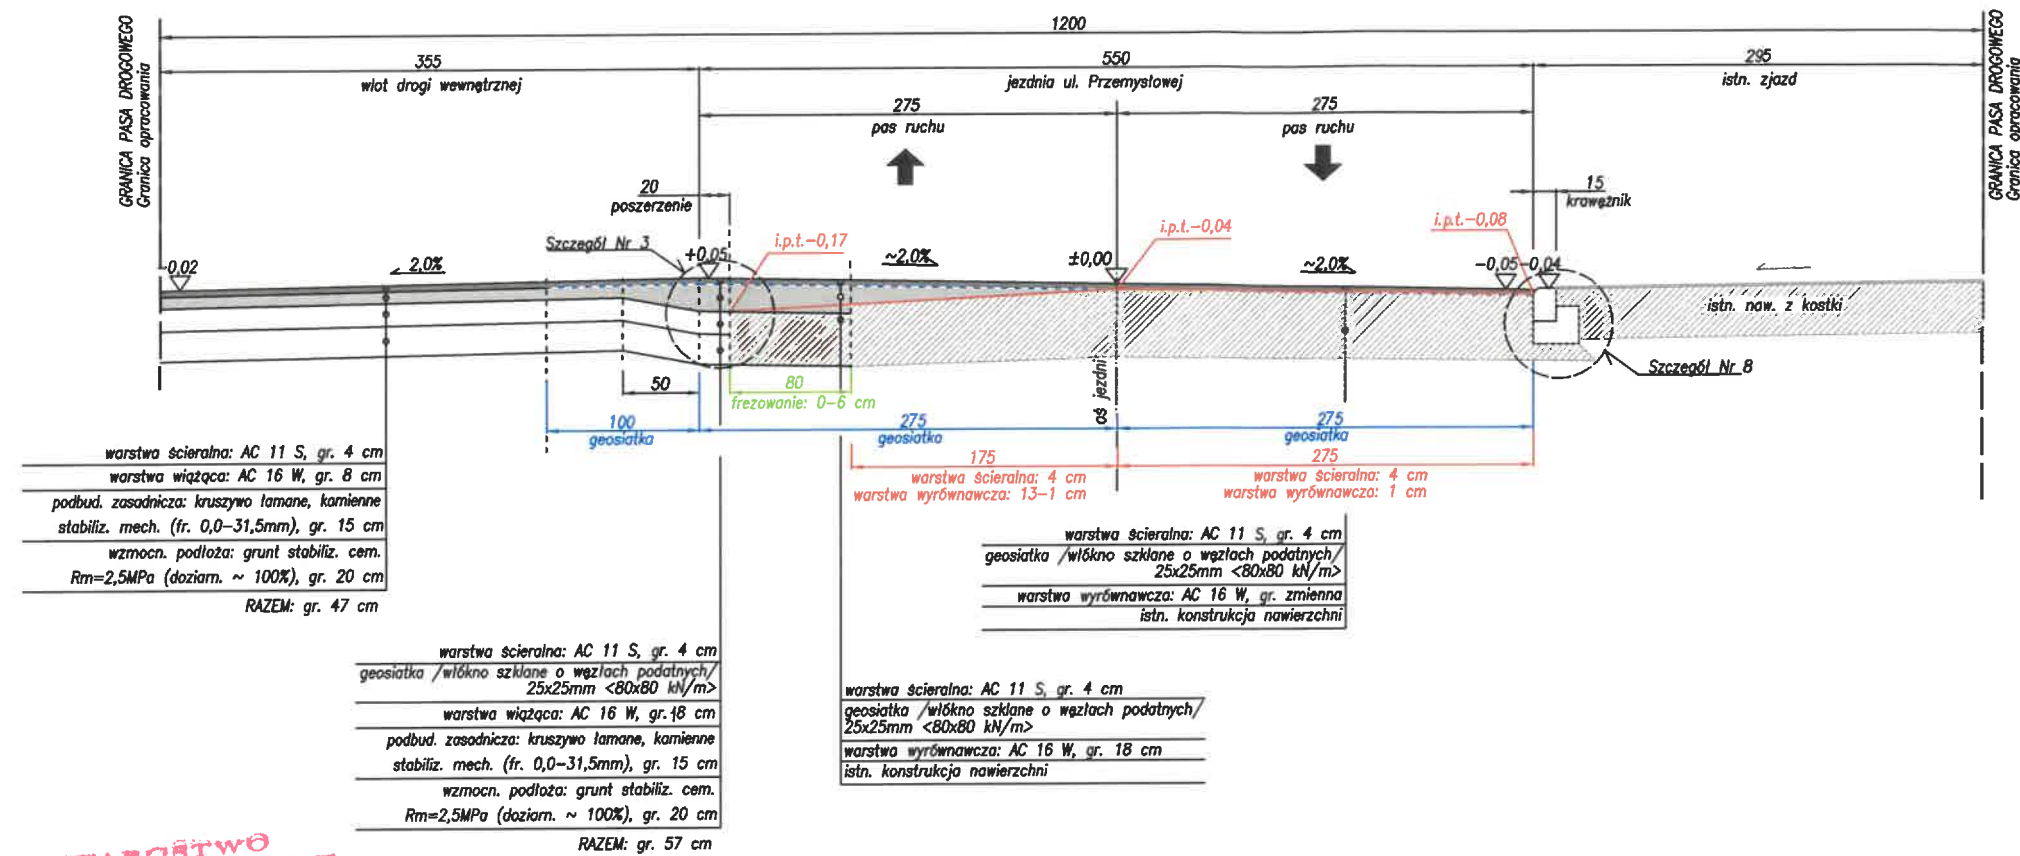 1200
GRANICA PASA DROGOWEGO
Granica opracowania
355
wlot drogi wewnętrznej
550
jezdnia ul. Przemysłowej
295
istn. zjazd
GRANICA PASA DROGOWEGO
Granica opracowania
275
pas ruchu
275
pas ruchu
20
poszerzenie
15
krawężnik
Szczegół Nr 3
i.p.t.-0,17
i.p.t.-0,04
i.p.t.-0,08
-0,02
2,0%
+0,05
~2.0%
±0,00
~2.0%
-0,05
-0,04
istn. naw. z kostki
Szczegół Nr 8
oś jezdni
50
80
frezowanie: 0-6 cm
100
geosiatka
275
geosiatka
275
geosiatka
175
warstwa ścieralna: 4 cm
warstwa wyrównawcza: 13-1 cm
275
warstwa ścieralna: 4 cm
warstwa wyrównawcza: 1 cm
warstwa ścieralna: AC 11 S, gr. 4 cm
warstwa wiążąca: AC 16 W, gr. 8 cm
podbud. zasadnicza: kruszywo łamane, kamienne
stabiliz. mech. (fr. 0,0-31,5mm), gr. 15 cm
wzmocn. podłoża: grunt stabiliz. cem.
Rm=2,5MPa (doziarn. ~ 100%), gr. 20 cm
RAZEM: gr. 47 cm
warstwa ścieralna: AC 11 S, gr. 4 cm
geosiatka /włókno szklane o węzłach podatnych/
25x25mm <80x80 kN/m>
warstwa wyrównawcza: AC 16 W, gr. zmienna
istn. konstrukcja nawierzchni
warstwa ścieralna: AC 11 S, gr. 4 cm
geosiatka /włókno szklane o węzłach podatnych/
25x25mm <80x80 kN/m>
warstwa wiążąca: AC 16 W, gr.18 cm
podbud. zasadnicza: kruszywo łamane, kamienne
stabiliz. mech. (fr. 0,0-31,5mm), gr. 15 cm
wzmocn. podłoża: grunt stabiliz. cem.
Rm=2,5MPa (doziarn. ~ 100%), gr. 20 cm
RAZEM: gr. 57 cm
warstwa ścieralna: AC 11 S, gr. 4 cm
geosiatka /włókno szklane o węzłach podatnych/
25x25mm <80x80 kN/m>
warstwa wyrównawcza: AC 16 W, gr. 18 cm
istn. konstrukcja nawierzchni